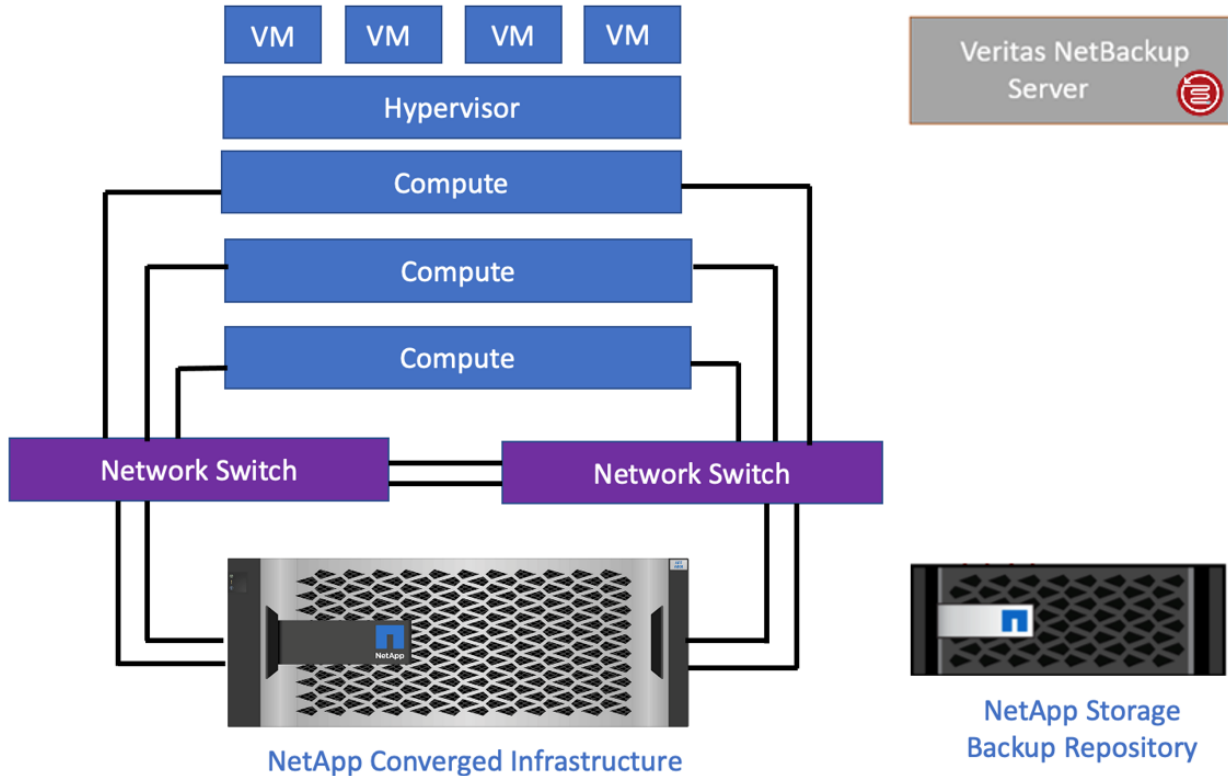 VM
VM
VM
VM
Hypervisor
Compute
Compute
Compute
Network Switch
Network Switch
NetApp
NetApp Converged Infrastructure
Veritas NetBackup
Server
NetApp Storage
Backup Repository